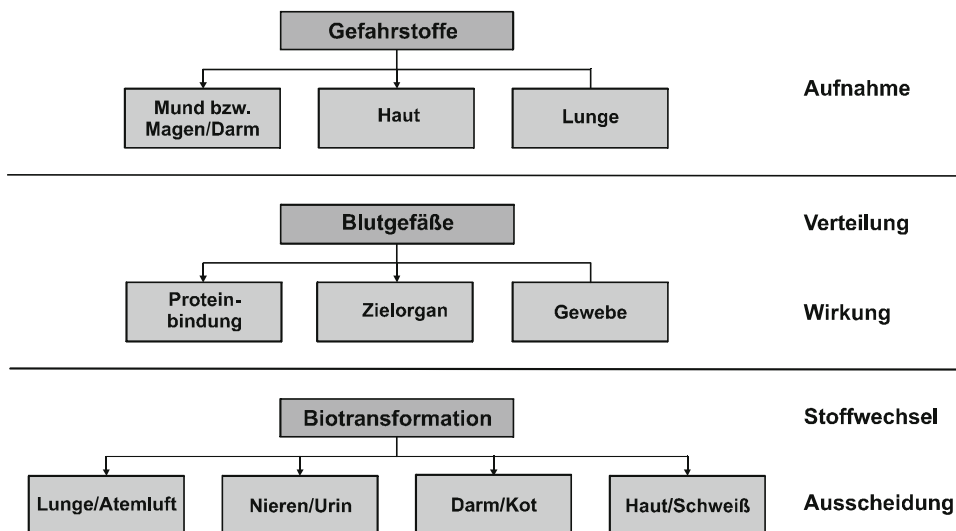 Gefahrstoffe
Mund bzw.
Magen/Darm
Haut
Lunge
Aufnahme
Blutgefäße
Verteilung
Protein-
bindung
Zielorgan
Gewebe
Wirkung
Biotransformation
Stoffwechsel
Lunge/Atemluft
Nieren/Urin
Darm/Kot
Haut/Schweiß
Ausscheidung